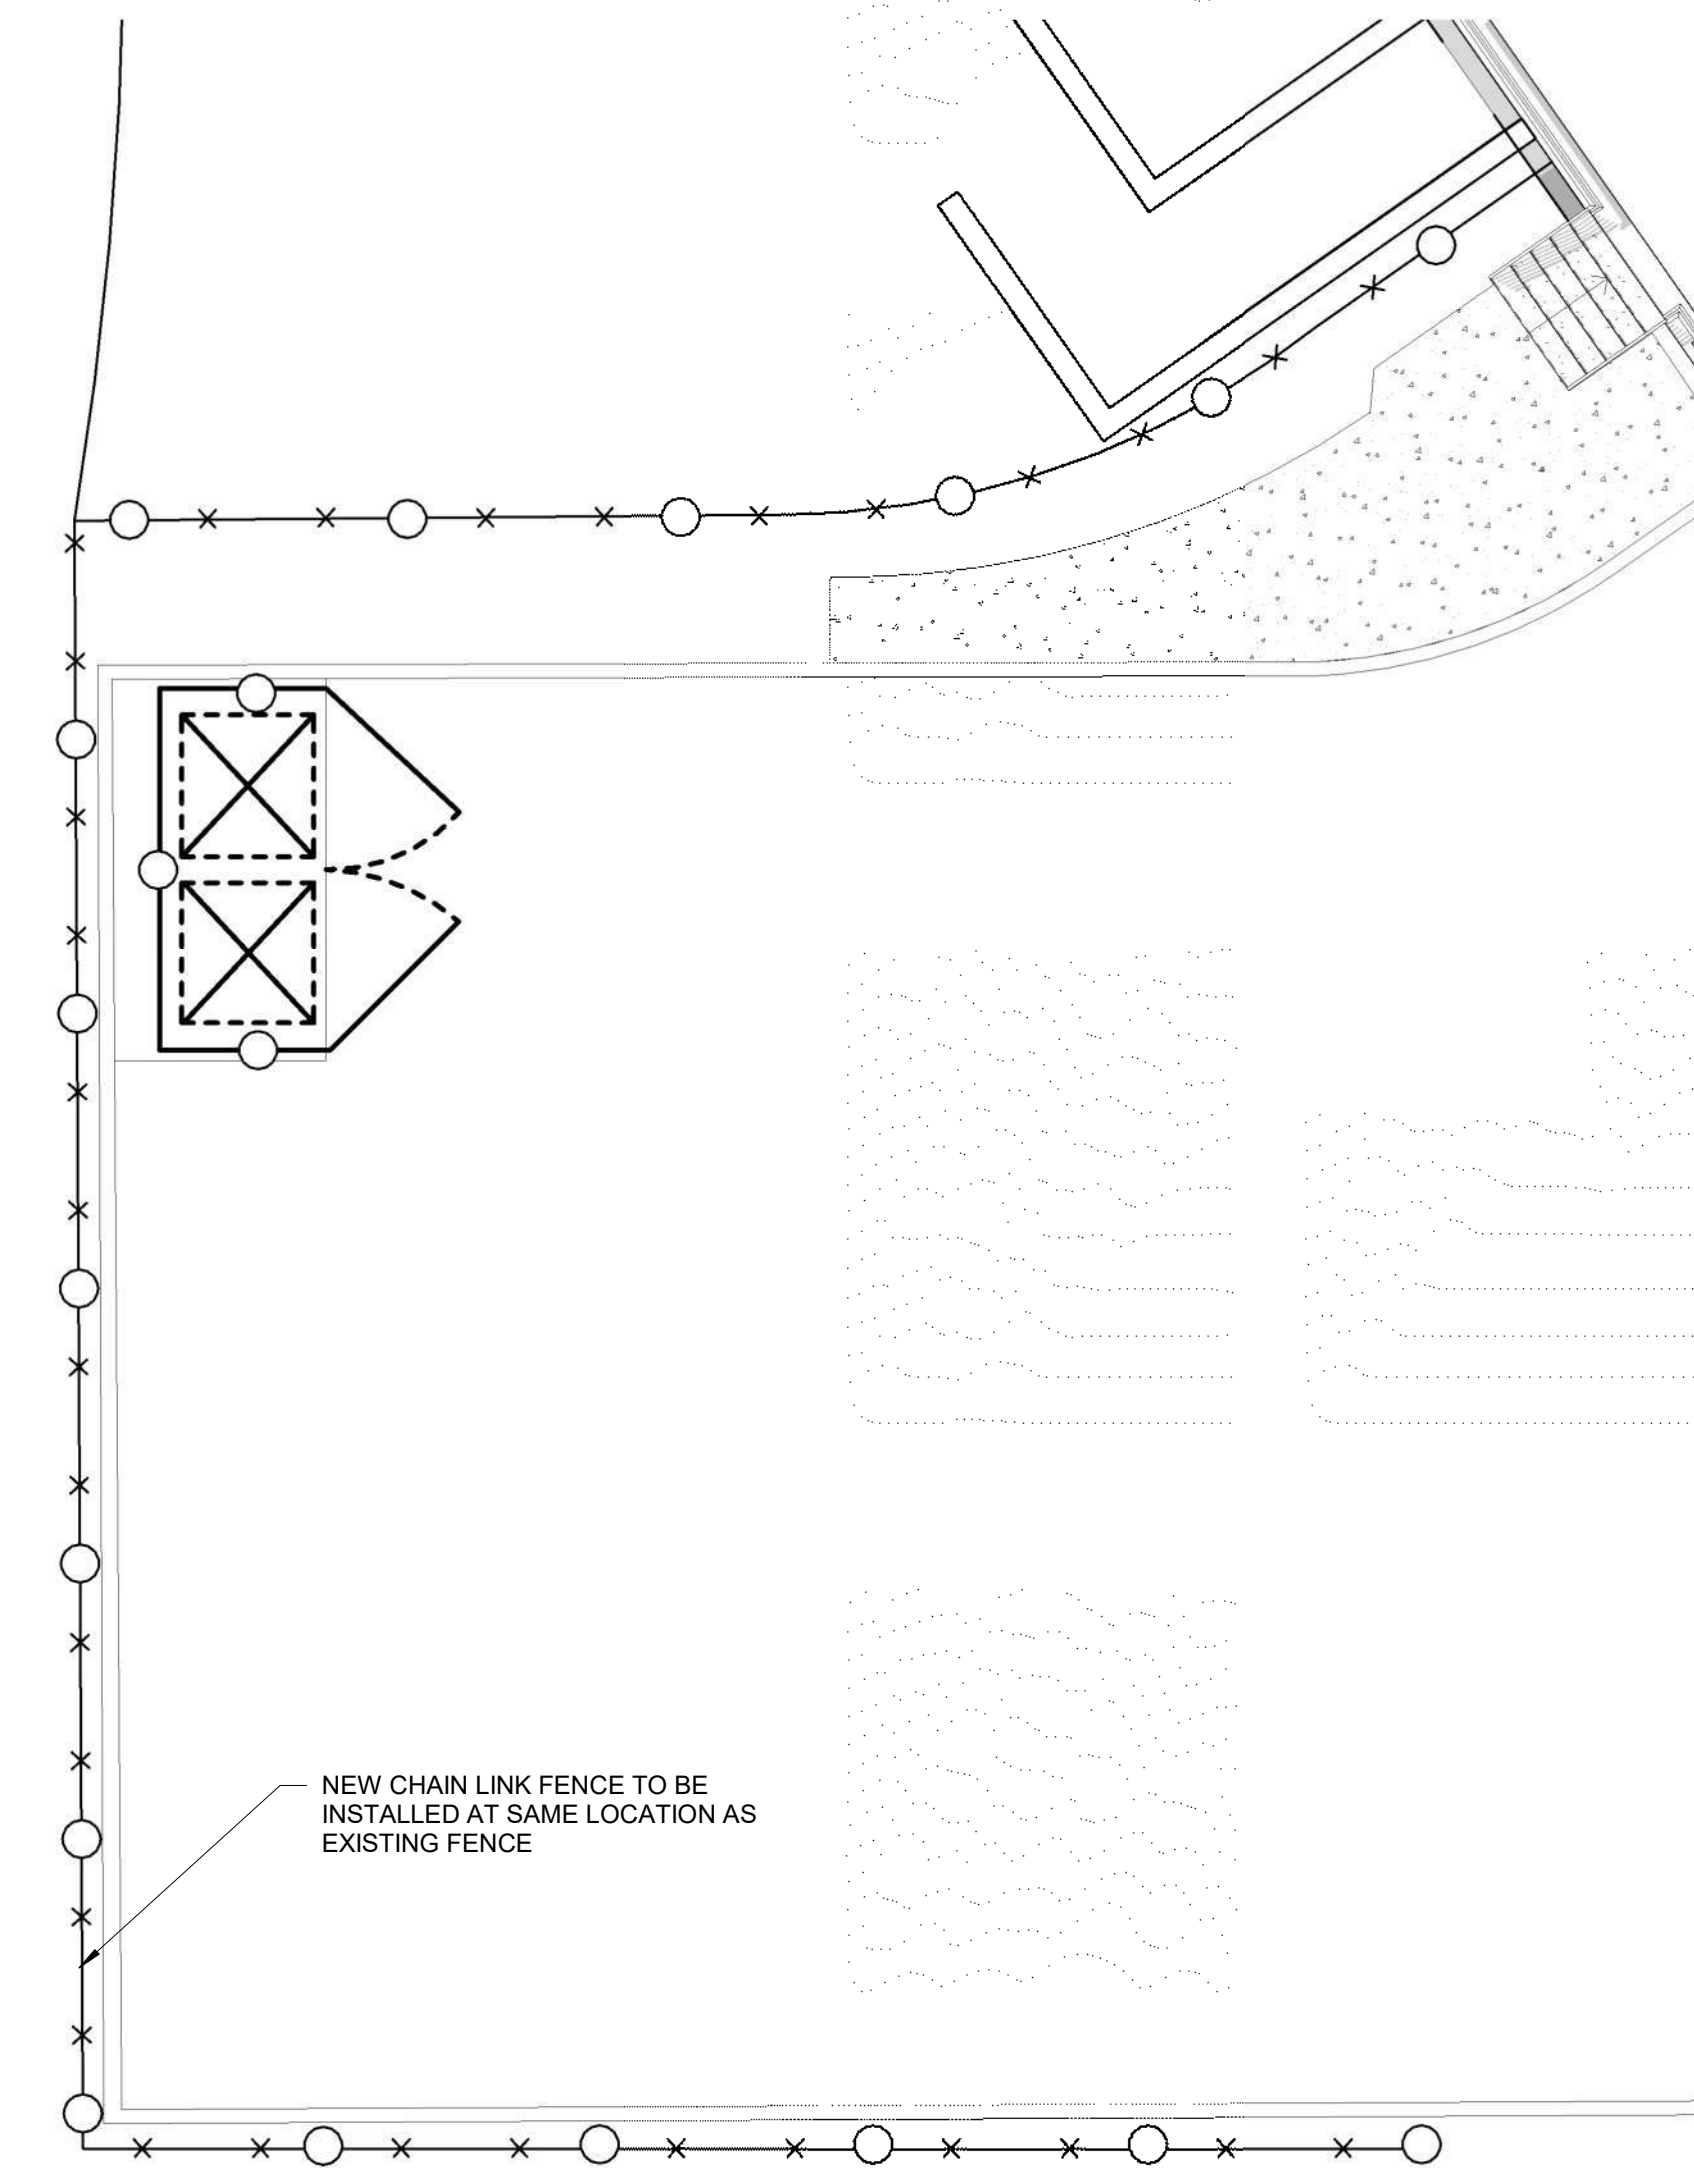 NEW CHAIN LINK FENCE TO BE
INSTALLED AT SAME LOCATION AS
EXISTING FENCE